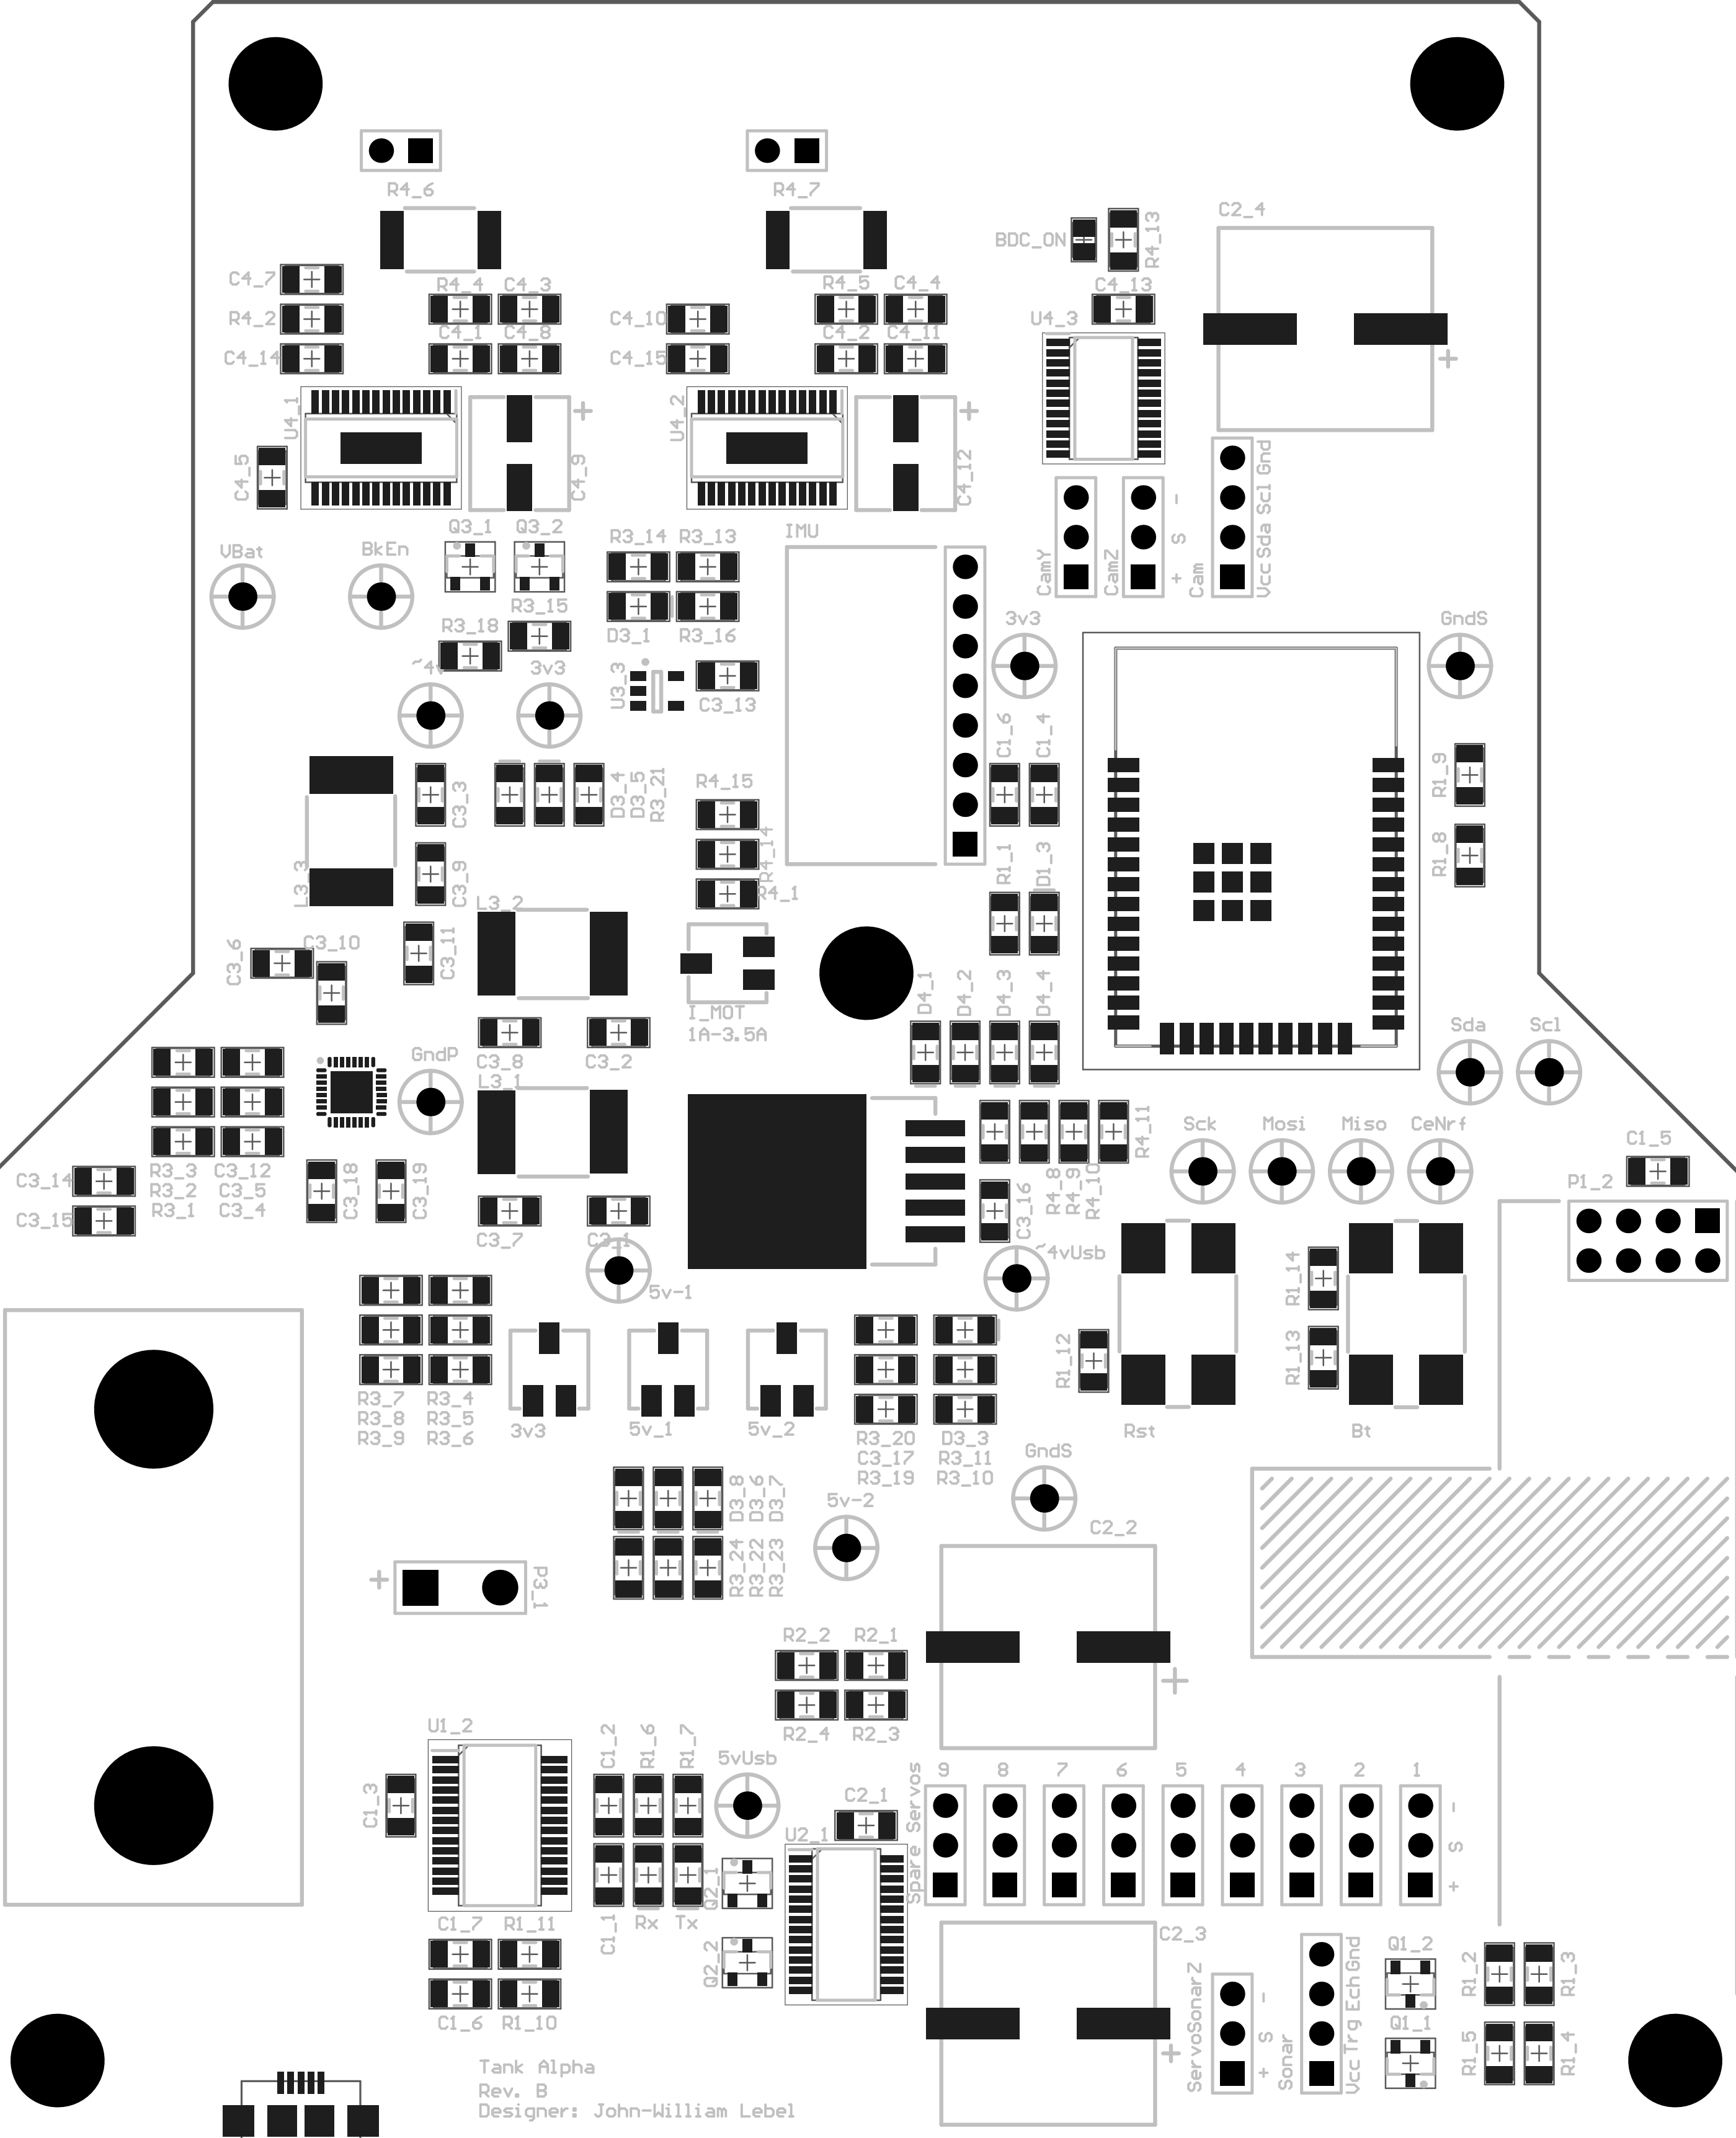 R4_6
R4_7
C2_4
BDC_ON
R4_13
C4_7
R4_4
C4_3
R4_5
C4_4
C4_13
R4_2
C4_10
U4_3
C4_1
C4_8
C4_2
C4_11
C4_14
C4_15
+
U4_1
+
U4_2
+
C4_5
C4_9
C4_12
Vcc Sda Scl Gnd
Q3_1
Q3_2
R3_14
R3_13
IMU
CamY
CamZ
+ S -
Cam
VBat
BkEn
R3_15
R3_18
D3_1
R3_16
3v3
GndS
~4v
3v3
U3_3
C3_13
C1_6
C1_4
R1_9
C3_3
D3_4
D3_5
R3_21
R4_15
R4_14
R4_1
L3_3
C3_9
R1_1
D1_3
R1_8
L3_2
C3_6
C3_10
C3_11
I_MOT
1A-3.5A
D4_1
D4_2
D4_3
D4_4
Sda
Scl
GndP
C3_8
C3_2
L3_1
Sck
Mosi
Miso
CeNrf
C1_5
R4_11
C3_14
R3_3
C3_12
R3_2
C3_5
R3_1
C3_4
C3_15
C3_18
C3_19
R4_8
R4_9
R4_10
C3_16
P1_2
C3_7
C3_1
~4vUsb
5v-1
R1_14
R1_12
R1_13
R3_7
R3_4
R3_8
R3_5
R3_9
R3_6
3v3
5v_1
5v_2
R3_20
D3_3
C3_17
R3_11
R3_19
R3_10
Rst
Bt
GndS
D3_8
D3_6
D3_7
5v-2
C2_2
+
P3_1
R3_24
R3_22
R3_23
R2_2
R2_1
+
R2_4
R2_3
U1_2
C1_2
R1_6
R1_7
5vUsb
C1_3
C2_1
9 8 7 6 5 4 3 2 1
Spare Servos
+ S -
U2_1
Q2_1
C1_7
R1_11
C1_1
Rx
Tx
Q2_2
C2_3
C1_6
R1_10
+
ServoSonarZ
+ S -
Sonar
Vcc Trg Ech Gnd
Q1_2
Q1_1
R1_2
R1_3
R1_5
R1_4
Tank Alpha
Rev. B
Designer: John-William Lebel